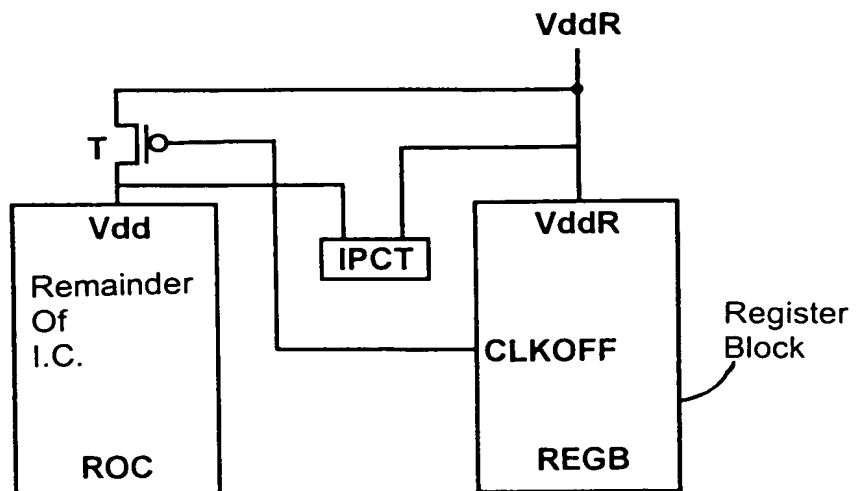 VddR
T
Vdd
IPCT
VddR
Remainder
Of
I.C.
Register
Block
CLKOFF
ROC
REGB